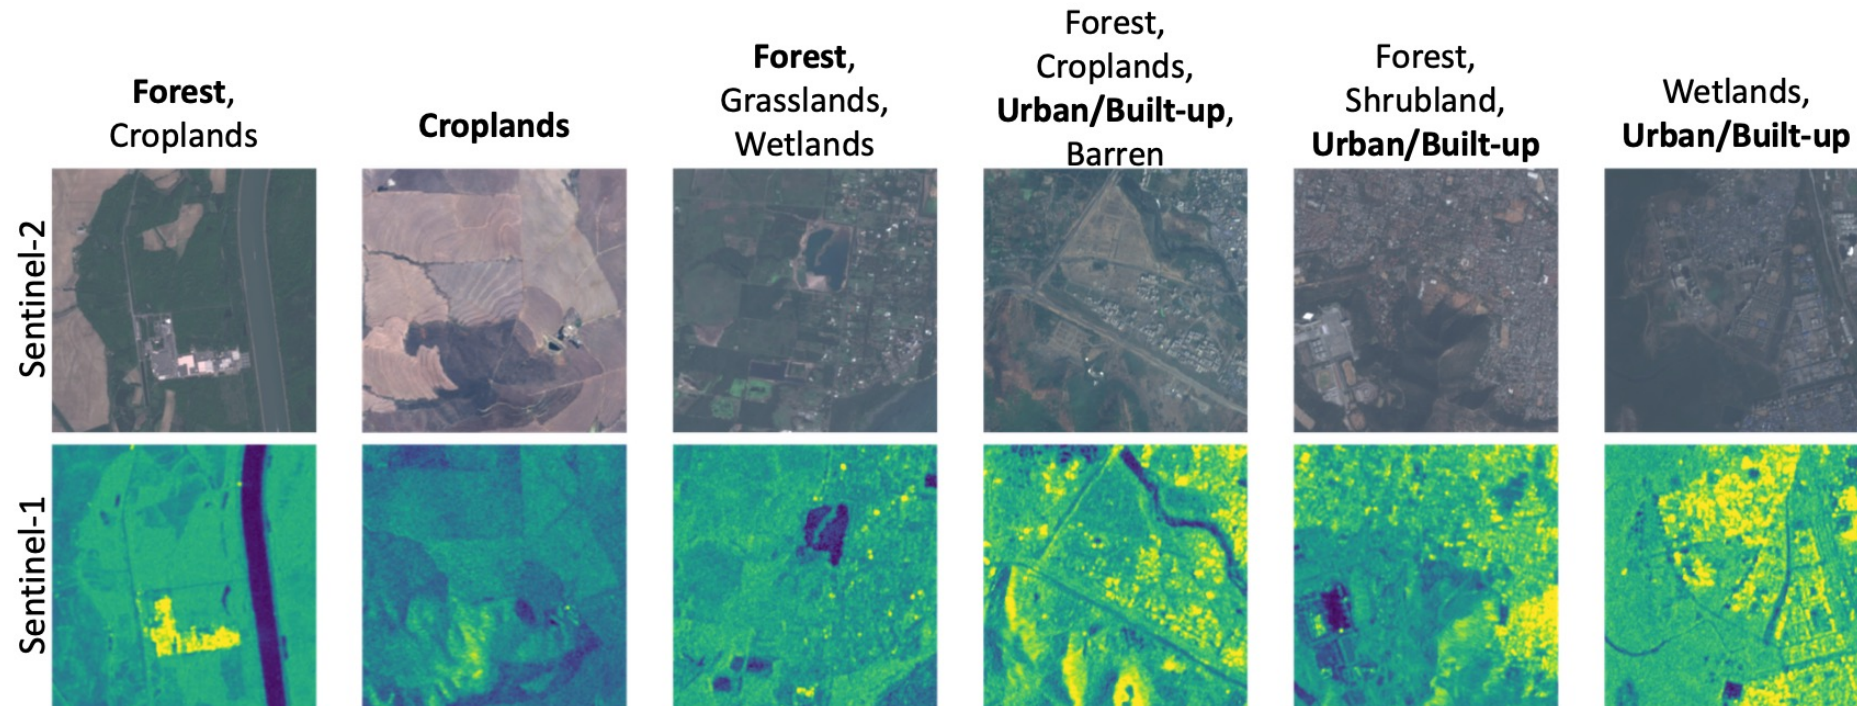 Forest,
Croplands
Croplands
Forest,
Grasslands,
Wetlands
Forest,
Croplands,
Urban/Built-up,
Barren
Forest,
Shrubland,
Urban/Built-up
Wetlands,
Urban/Built-up
Sentinel-2
Sentinel-1